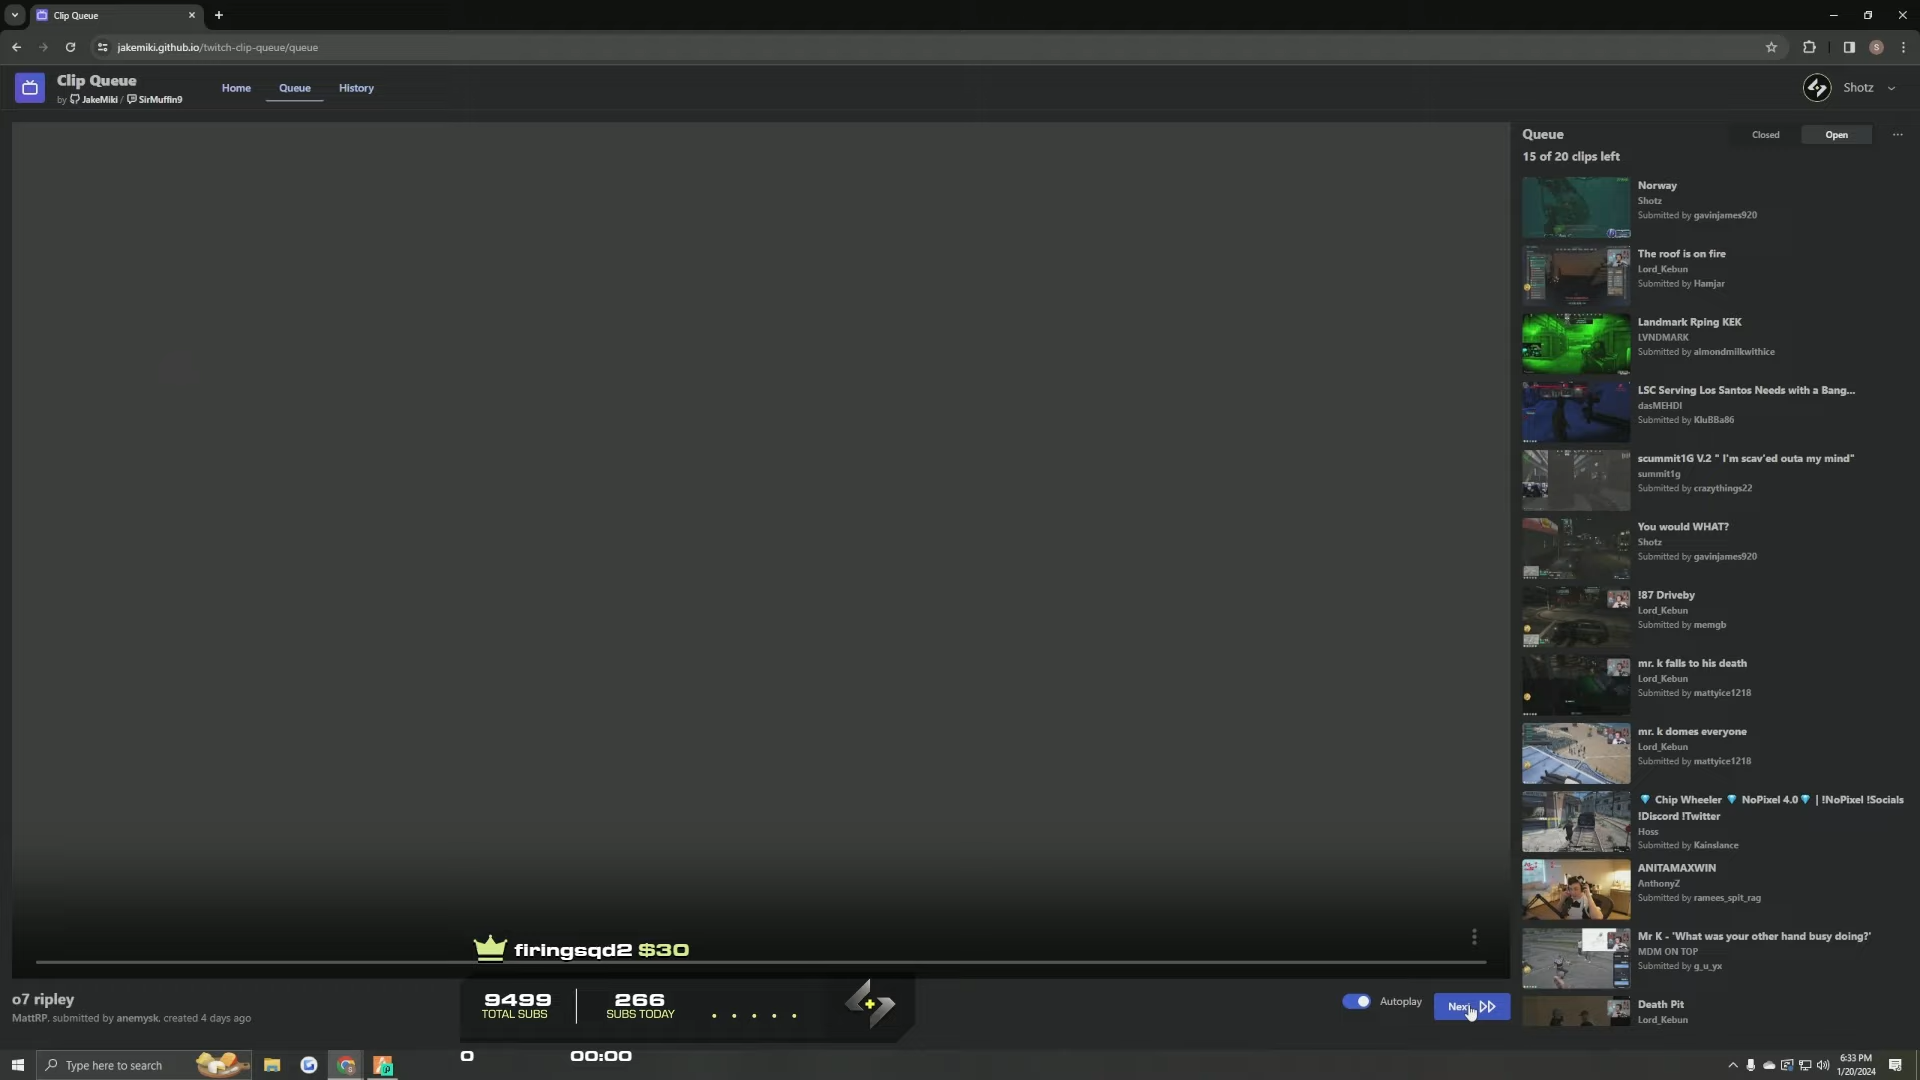 Clip Queue
jakemiki.github.io/twitch-clip-queue/queue
S
Clip Queue
by JakeMiki / SirMuffin9
Home
Queue
History
Shotz
Queue
Closed
Open
15 of 20 clips left
Norway
Shotz
Submitted by gavinjames920
The roof is on fire
Lord_Kebun
Submitted by Hamjar
Landmark Rping KEK
LVNDMARK
Submitted by almondmilkwithice
LSC Serving Los Santos Needs with a Bang...
dasMEHDI
Submitted by KluBBa86
scummit1G V.2 " I'm scav'ed outa my mind"
summit1g
Submitted by crazythings22
You would WHAT?
Shotz
Submitted by gavinjames920
!87 Driveby
Lord_Kebun
Submitted by memgb
mr. k falls to his death
Lord_Kebun
Submitted by mattyice1218
mr. k domes everyone
Lord_Kebun
Submitted by mattyice1218
💎 Chip Wheeler 💎 NoPixel 4.0💎 | !NoPixel !Socials
!Discord !Twitter
Hoss
Submitted by Kainslance
ANITAMAXWIN
AnthonyZ
Submitted by ramees_spit_rag
Mr K - 'What was your other hand busy doing?'
MDM ON TOP
Submitted by g_u_yx
Death Pit
Lord_Kebun
firingsqd2 $30
o7 ripley
MattRP, submitted by anemysk, created 4 days ago
9499
TOTAL SUBS
266
SUBS TODAY
Autoplay
Next
0
00:00
Type here to search
6:33 PM
1/20/2024